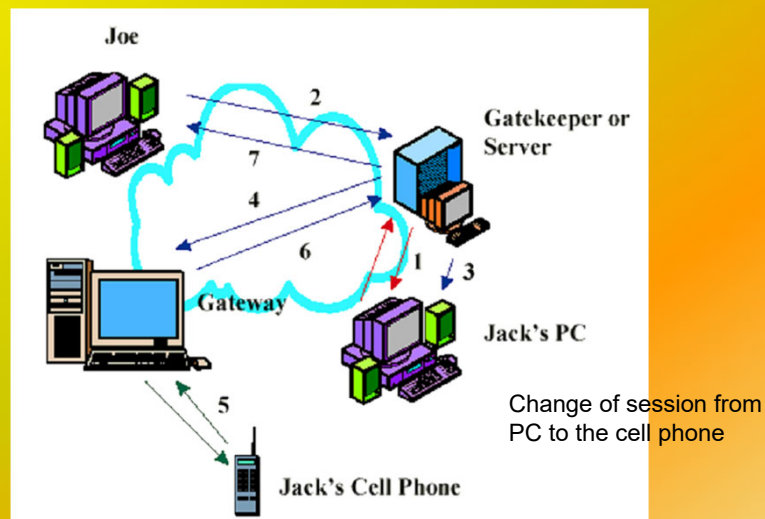 Joe
2
Gatekeeper or
Server
7
4
6
1
3
Gateway
Jack's PC
5
Change of session from
PC to the cell phone
Jack's Cell Phone